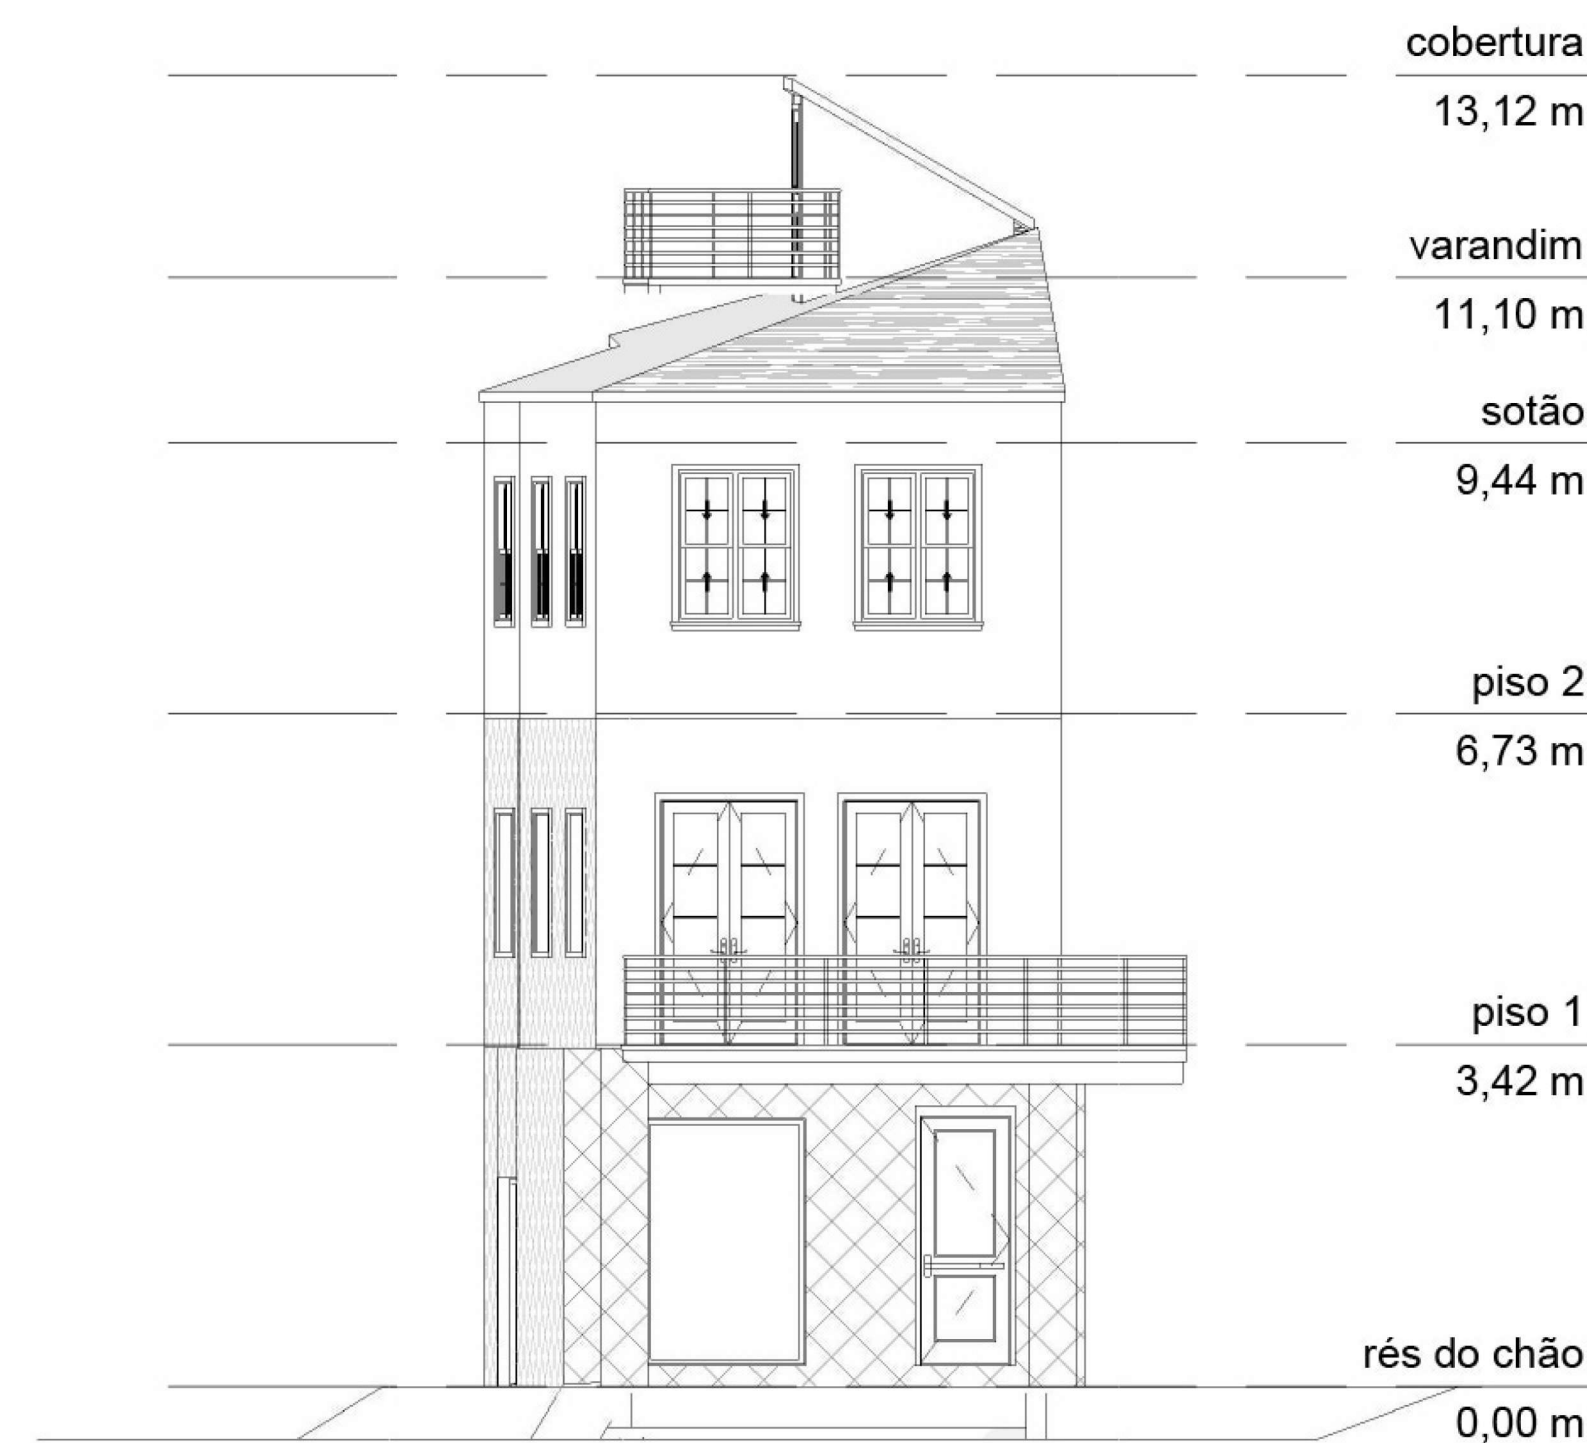 cobertura
13,12 m
varandim
11,10 m
sotão
9,44 m
piso 2
6,73 m
piso 1
3,42 m
rés do chão
0,00 m